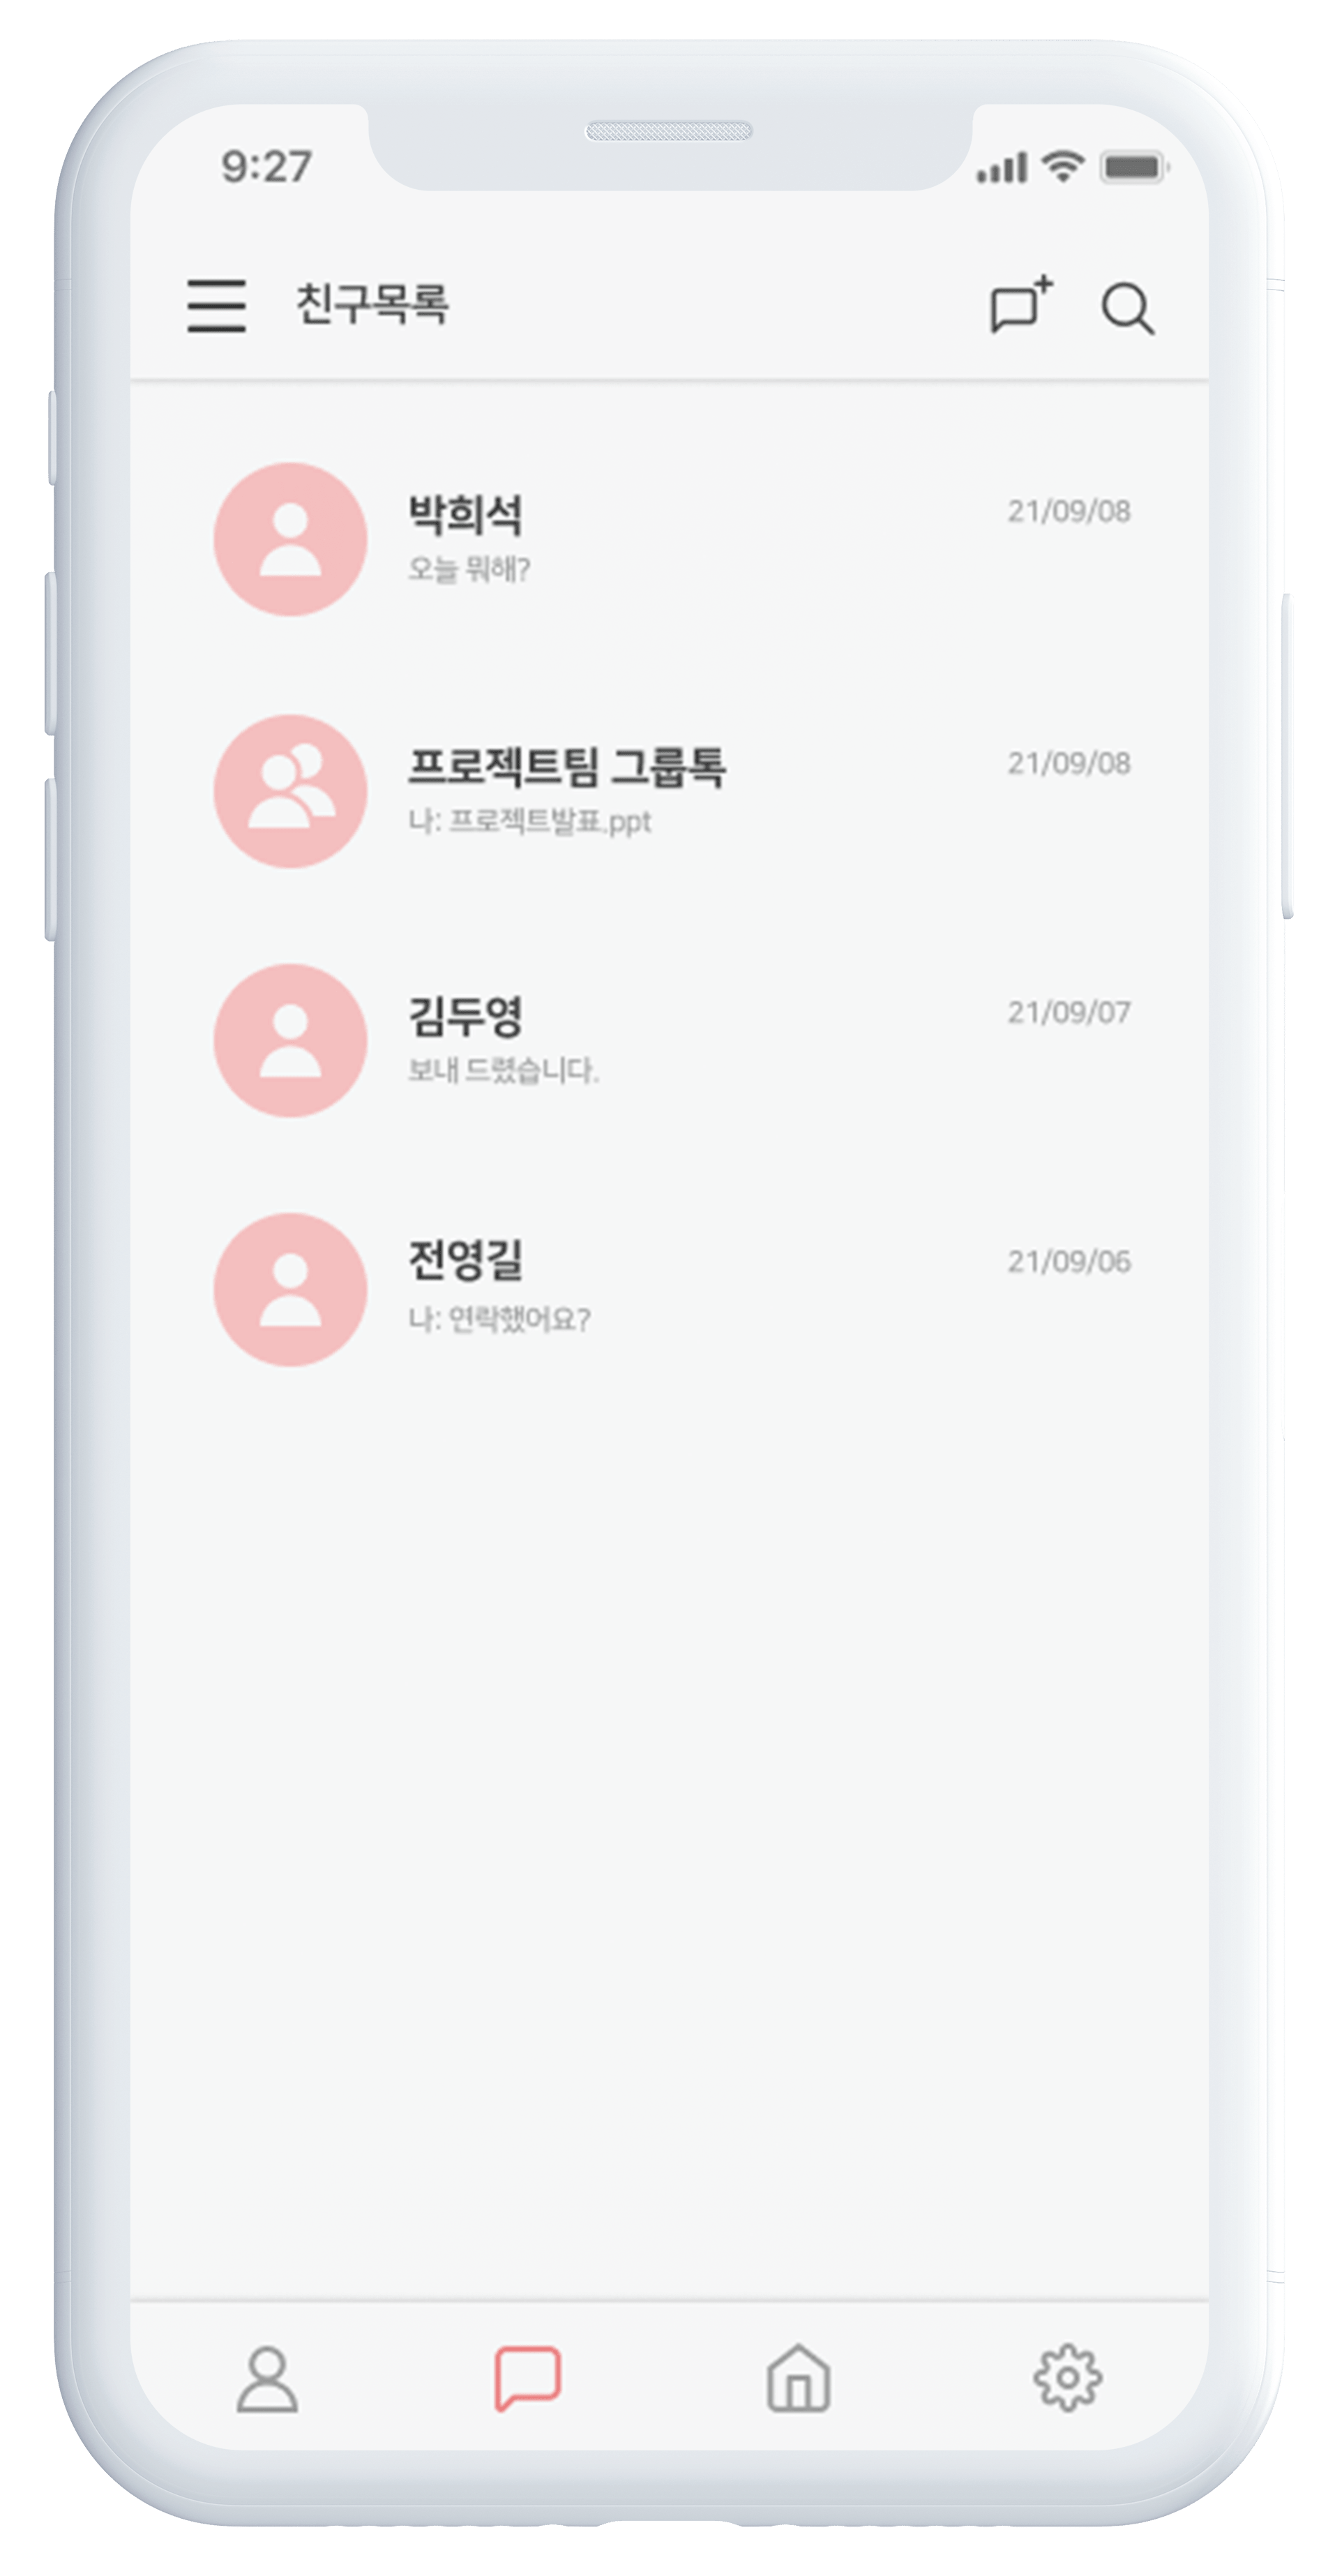 9:27
친구목록
박희석
21/09/08
오늘 뭐해?
프로젝트팀 그룹톡
21/09/08
나: 프로젝트발표.ppt
김두영
21/09/07
보내 드렸습니다.
전영길
21/09/06
나: 연락했어요?